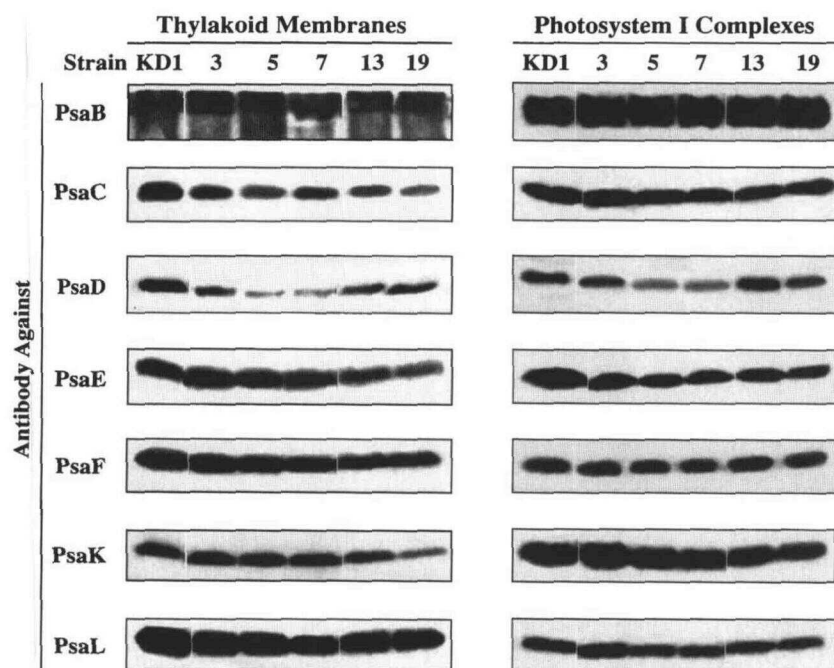 Thylakoid Membranes Photosystem I Complexes
Strain KD1 3 5 7 13 19 KD1 3 5 7 13 19
PsaB
PsaC
PsaD
PsaE
PsaF
PsaK
PsaL
Antibody Against